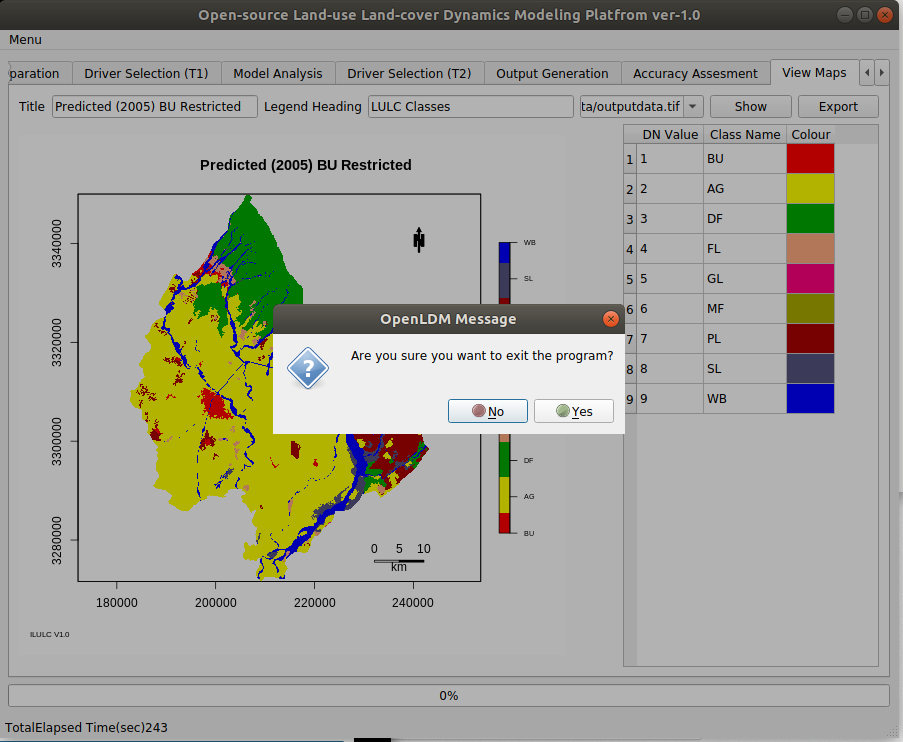 Open-source Land-use Land-cover Dynamics Modeling Platfrom ver-1.0
Menu
paration Driver Selection (T1) Model Analysis Driver Selection (T2) Output Generation Accuracy Assesment View Maps
Title Predicted (2005) BU Restricted Legend Heading LULC Classes ta/outputdata.tif Show Export
DN Value Class Name Colour
1 1 BU
2 2 AG
3 3 DF
4 4 FL
5 5 GL
6 6 MF
7 7 PL
8 8 SL
9 9 WB
Predicted (2005) BU Restricted
N
3340000
3320000
3300000
3280000
180000 200000 220000 240000
0 5 10
km
WB
SL
DF
AG
BU
ILULC V1.0
OpenLDM Message
Are you sure you want to exit the program?
No Yes
0%
TotalElapsed Time(sec)243